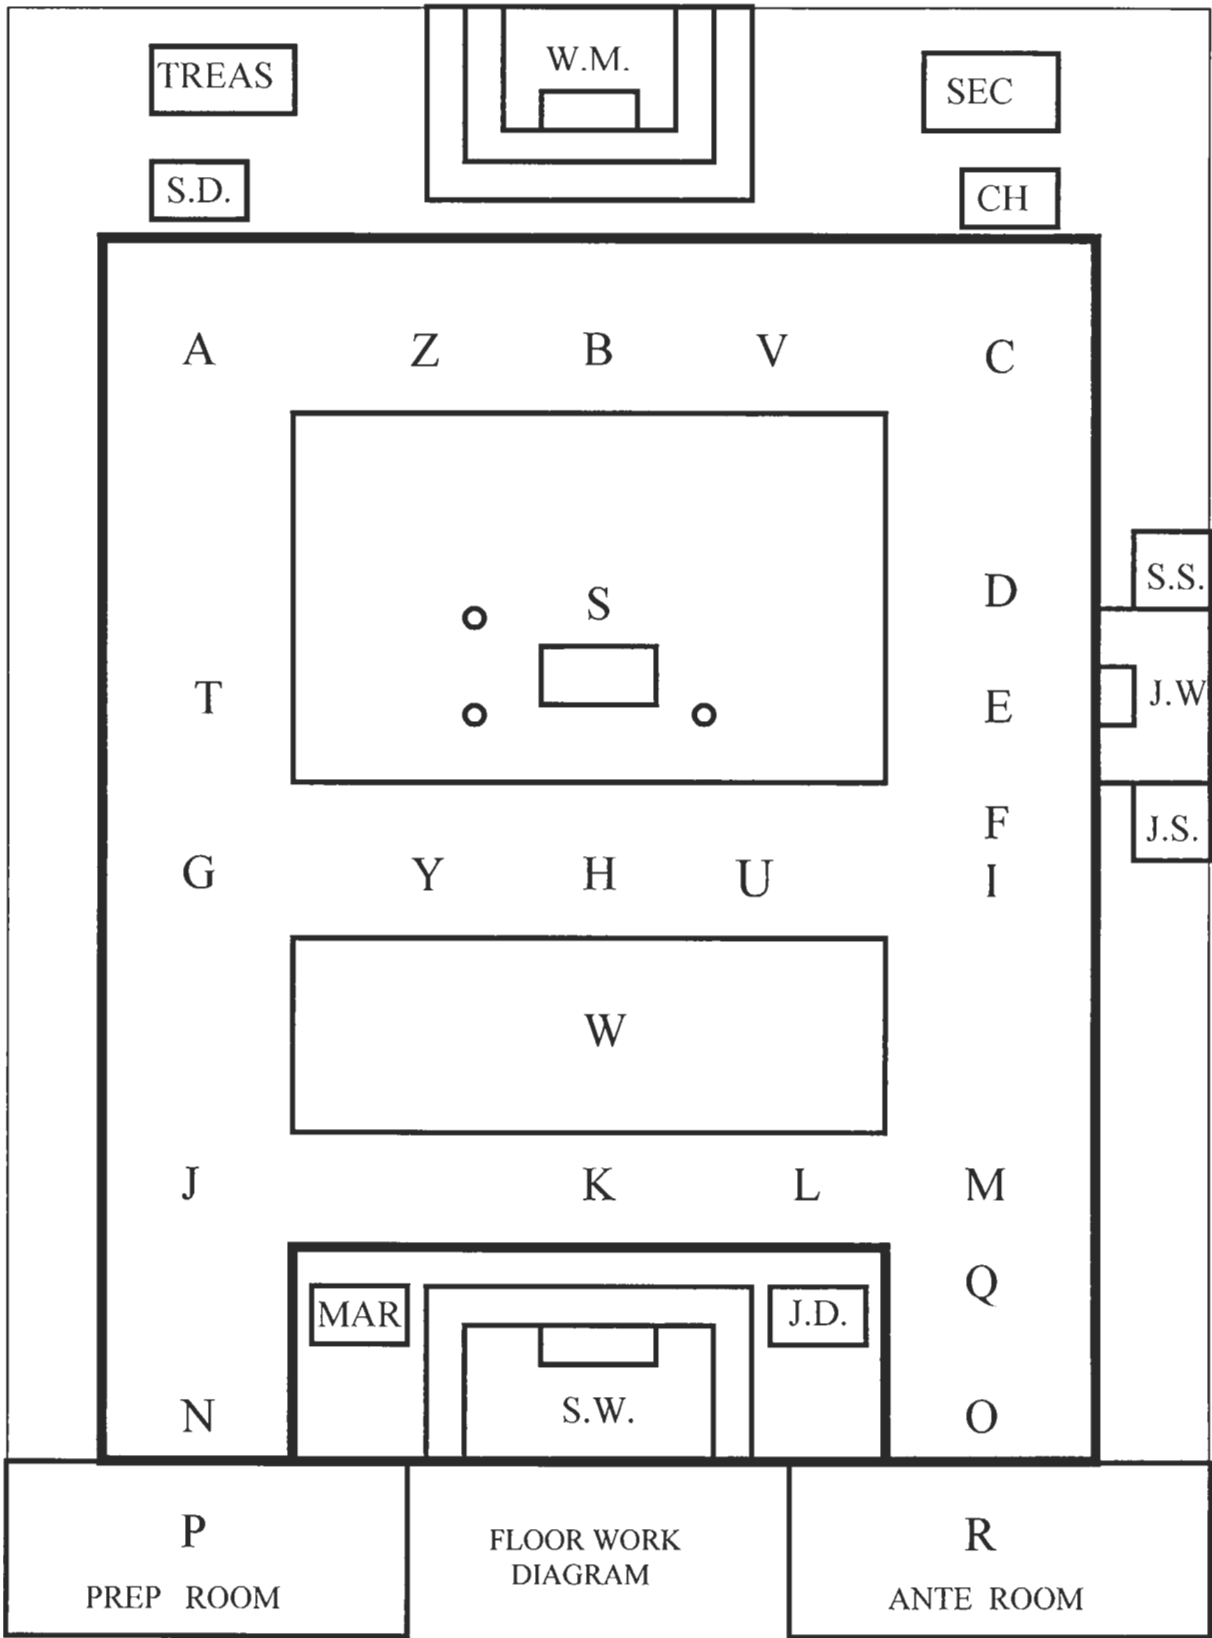 W.M.
TREAS
SEC
S.D.
CH
A Z B V C
S.S.
D
S
J.W
T E
F
J.S.
G Y H U I
W
J K L M
Q
MAR J.D.
S.W.
N O
P
R
FLOOR WORK
DIAGRAM
PREP ROOM
ANTE ROOM